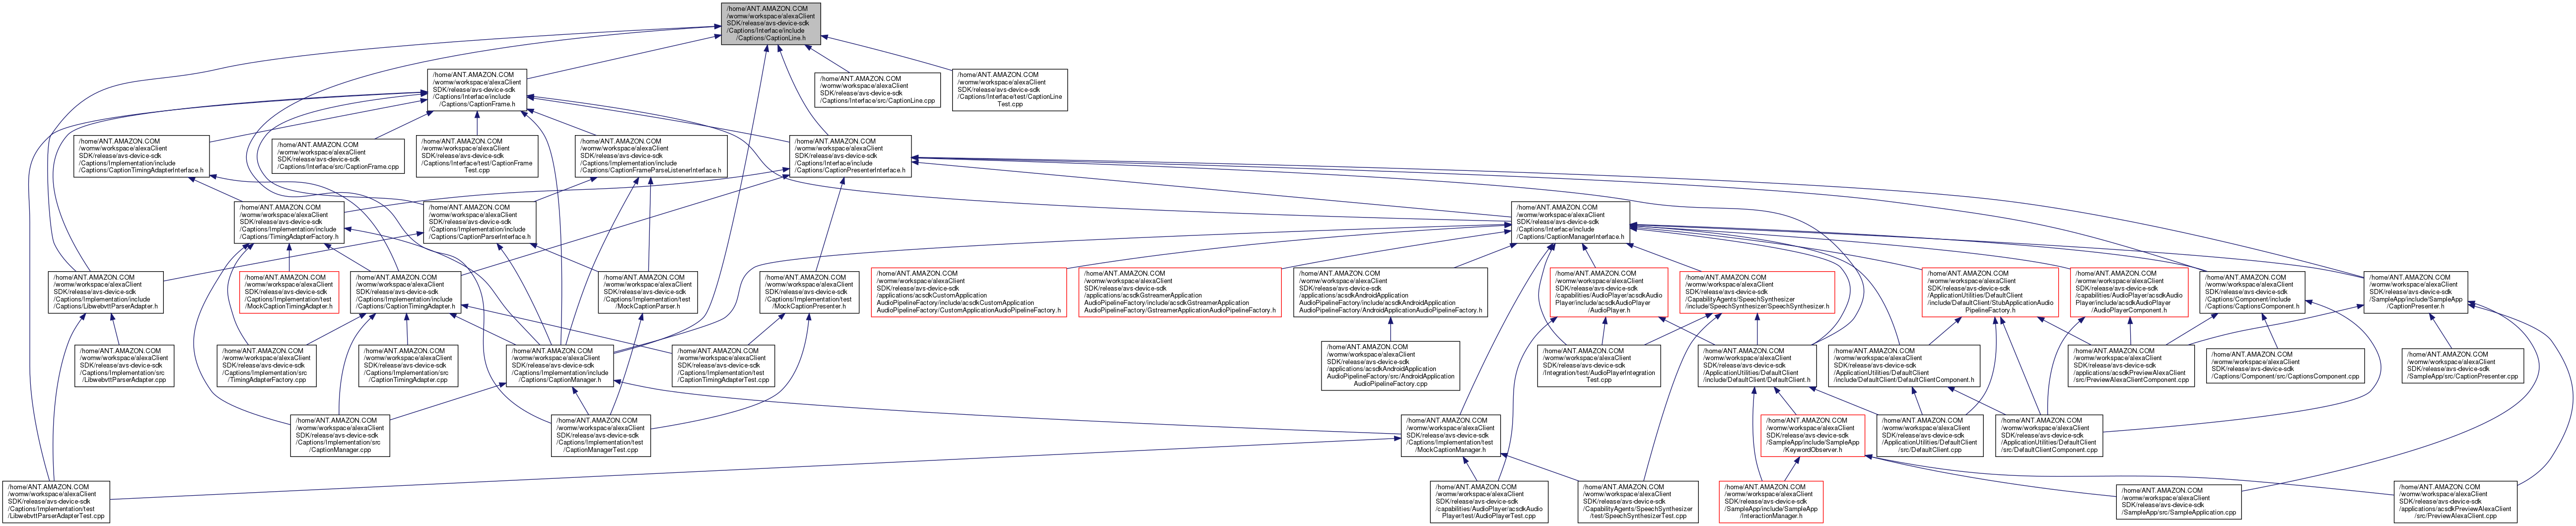 /home/ANT.AMAZON.COM
/womw/workspace/alexaClient
SDK/release/avs-device-sdk
/Captions/Interface/include
/Captions/CaptionLine.h
/home/ANT.AMAZON.COM
/womw/workspace/alexaClient
SDK/release/avs-device-sdk
/Captions/Interface/include
/Captions/CaptionFrame.h
/home/ANT.AMAZON.COM
/womw/workspace/alexaClient
SDK/release/avs-device-sdk
/Captions/Interface/src/CaptionLine.cpp
/home/ANT.AMAZON.COM
/womw/workspace/alexaClient
SDK/release/avs-device-sdk
/Captions/Interface/test/CaptionLine
Test.cpp
/home/ANT.AMAZON.COM
/womw/workspace/alexaClient
SDK/release/avs-device-sdk
/Captions/Implementation/include
/Captions/CaptionTimingAdapterInterface.h
/home/ANT.AMAZON.COM
/womw/workspace/alexaClient
SDK/release/avs-device-sdk
/Captions/Interface/src/CaptionFrame.cpp
/home/ANT.AMAZON.COM
/womw/workspace/alexaClient
SDK/release/avs-device-sdk
/Captions/Interface/test/CaptionFrame
Test.cpp
/home/ANT.AMAZON.COM
/womw/workspace/alexaClient
SDK/release/avs-device-sdk
/Captions/Implementation/include
/Captions/CaptionFrameParseListenerInterface.h
/home/ANT.AMAZON.COM
/womw/workspace/alexaClient
SDK/release/avs-device-sdk
/Captions/Interface/include
/Captions/CaptionPresenterInterface.h
/home/ANT.AMAZON.COM
/womw/workspace/alexaClient
SDK/release/avs-device-sdk
/Captions/Implementation/include
/Captions/TimingAdapterFactory.h
/home/ANT.AMAZON.COM
/womw/workspace/alexaClient
SDK/release/avs-device-sdk
/Captions/Implementation/include
/Captions/CaptionParserInterface.h
/home/ANT.AMAZON.COM
/womw/workspace/alexaClient
SDK/release/avs-device-sdk
/Captions/Interface/include
/Captions/CaptionManagerInterface.h
/home/ANT.AMAZON.COM
/womw/workspace/alexaClient
SDK/release/avs-device-sdk
/Captions/Implementation/include
/Captions/LibwebvttParserAdapter.h
/home/ANT.AMAZON.COM
/womw/workspace/alexaClient
SDK/release/avs-device-sdk
/Captions/Implementation/test
/MockCaptionTimingAdapter.h
/home/ANT.AMAZON.COM
/womw/workspace/alexaClient
SDK/release/avs-device-sdk
/Captions/Implementation/include
/Captions/CaptionTimingAdapter.h
/home/ANT.AMAZON.COM
/womw/workspace/alexaClient
SDK/release/avs-device-sdk
/Captions/Implementation/test
/MockCaptionParser.h
/home/ANT.AMAZON.COM
/womw/workspace/alexaClient
SDK/release/avs-device-sdk
/Captions/Implementation/test
/MockCaptionPresenter.h
/home/ANT.AMAZON.COM
/womw/workspace/alexaClient
SDK/release/avs-device-sdk
/applications/acsdkCustomApplication
AudioPipelineFactory/include/acsdkCustomApplication
AudioPipelineFactory/CustomApplicationAudioPipelineFactory.h
/home/ANT.AMAZON.COM
/womw/workspace/alexaClient
SDK/release/avs-device-sdk
/applications/acsdkGstreamerApplication
AudioPipelineFactory/include/acsdkGstreamerApplication
AudioPipelineFactory/GstreamerApplicationAudioPipelineFactory.h
/home/ANT.AMAZON.COM
/womw/workspace/alexaClient
SDK/release/avs-device-sdk
/applications/acsdkAndroidApplication
AudioPipelineFactory/include/acsdkAndroidApplication
AudioPipelineFactory/AndroidApplicationAudioPipelineFactory.h
/home/ANT.AMAZON.COM
/womw/workspace/alexaClient
SDK/release/avs-device-sdk
/capabilities/AudioPlayer/acsdkAudio
Player/include/acsdkAudioPlayer
/AudioPlayer.h
/home/ANT.AMAZON.COM
/womw/workspace/alexaClient
SDK/release/avs-device-sdk
/CapabilityAgents/SpeechSynthesizer
/include/SpeechSynthesizer/SpeechSynthesizer.h
/home/ANT.AMAZON.COM
/womw/workspace/alexaClient
SDK/release/avs-device-sdk
/ApplicationUtilities/DefaultClient
/include/DefaultClient/StubApplicationAudio
PipelineFactory.h
/home/ANT.AMAZON.COM
/womw/workspace/alexaClient
SDK/release/avs-device-sdk
/capabilities/AudioPlayer/acsdkAudio
Player/include/acsdkAudioPlayer
/AudioPlayerComponent.h
/home/ANT.AMAZON.COM
/womw/workspace/alexaClient
SDK/release/avs-device-sdk
/Captions/Component/include
/Captions/CaptionsComponent.h
/home/ANT.AMAZON.COM
/womw/workspace/alexaClient
SDK/release/avs-device-sdk
/SampleApp/include/SampleApp
/CaptionPresenter.h
/home/ANT.AMAZON.COM
/womw/workspace/alexaClient
SDK/release/avs-device-sdk
/Captions/Implementation/src
/LibwebvttParserAdapter.cpp
/home/ANT.AMAZON.COM
/womw/workspace/alexaClient
SDK/release/avs-device-sdk
/Captions/Implementation/src
/TimingAdapterFactory.cpp
/home/ANT.AMAZON.COM
/womw/workspace/alexaClient
SDK/release/avs-device-sdk
/Captions/Implementation/src
/CaptionTimingAdapter.cpp
/home/ANT.AMAZON.COM
/womw/workspace/alexaClient
SDK/release/avs-device-sdk
/Captions/Implementation/include
/Captions/CaptionManager.h
/home/ANT.AMAZON.COM
/womw/workspace/alexaClient
SDK/release/avs-device-sdk
/Captions/Implementation/test
/CaptionTimingAdapterTest.cpp
/home/ANT.AMAZON.COM
/womw/workspace/alexaClient
SDK/release/avs-device-sdk
/applications/acsdkAndroidApplication
AudioPipelineFactory/src/AndroidApplication
AudioPipelineFactory.cpp
/home/ANT.AMAZON.COM
/womw/workspace/alexaClient
SDK/release/avs-device-sdk
/Integration/test/AudioPlayerIntegration
Test.cpp
/home/ANT.AMAZON.COM
/womw/workspace/alexaClient
SDK/release/avs-device-sdk
/ApplicationUtilities/DefaultClient
/include/DefaultClient/DefaultClient.h
/home/ANT.AMAZON.COM
/womw/workspace/alexaClient
SDK/release/avs-device-sdk
/ApplicationUtilities/DefaultClient
/include/DefaultClient/DefaultClientComponent.h
/home/ANT.AMAZON.COM
/womw/workspace/alexaClient
SDK/release/avs-device-sdk
/applications/acsdkPreviewAlexaClient
/src/PreviewAlexaClientComponent.cpp
/home/ANT.AMAZON.COM
/womw/workspace/alexaClient
SDK/release/avs-device-sdk
/Captions/Component/src/CaptionsComponent.cpp
/home/ANT.AMAZON.COM
/womw/workspace/alexaClient
SDK/release/avs-device-sdk
/SampleApp/src/CaptionPresenter.cpp
/home/ANT.AMAZON.COM
/womw/workspace/alexaClient
SDK/release/avs-device-sdk
/Captions/Implementation/src
/CaptionManager.cpp
/home/ANT.AMAZON.COM
/womw/workspace/alexaClient
SDK/release/avs-device-sdk
/Captions/Implementation/test
/CaptionManagerTest.cpp
/home/ANT.AMAZON.COM
/womw/workspace/alexaClient
SDK/release/avs-device-sdk
/Captions/Implementation/test
/MockCaptionManager.h
/home/ANT.AMAZON.COM
/womw/workspace/alexaClient
SDK/release/avs-device-sdk
/SampleApp/include/SampleApp
/KeywordObserver.h
/home/ANT.AMAZON.COM
/womw/workspace/alexaClient
SDK/release/avs-device-sdk
/ApplicationUtilities/DefaultClient
/src/DefaultClient.cpp
/home/ANT.AMAZON.COM
/womw/workspace/alexaClient
SDK/release/avs-device-sdk
/ApplicationUtilities/DefaultClient
/src/DefaultClientComponent.cpp
/home/ANT.AMAZON.COM
/womw/workspace/alexaClient
SDK/release/avs-device-sdk
/Captions/Implementation/test
/LibwebvttParserAdapterTest.cpp
/home/ANT.AMAZON.COM
/womw/workspace/alexaClient
SDK/release/avs-device-sdk
/capabilities/AudioPlayer/acsdkAudio
Player/test/AudioPlayerTest.cpp
/home/ANT.AMAZON.COM
/womw/workspace/alexaClient
SDK/release/avs-device-sdk
/CapabilityAgents/SpeechSynthesizer
/test/SpeechSynthesizerTest.cpp
/home/ANT.AMAZON.COM
/womw/workspace/alexaClient
SDK/release/avs-device-sdk
/SampleApp/include/SampleApp
/InteractionManager.h
/home/ANT.AMAZON.COM
/womw/workspace/alexaClient
SDK/release/avs-device-sdk
/SampleApp/src/SampleApplication.cpp
/home/ANT.AMAZON.COM
/womw/workspace/alexaClient
SDK/release/avs-device-sdk
/applications/acsdkPreviewAlexaClient
/src/PreviewAlexaClient.cpp